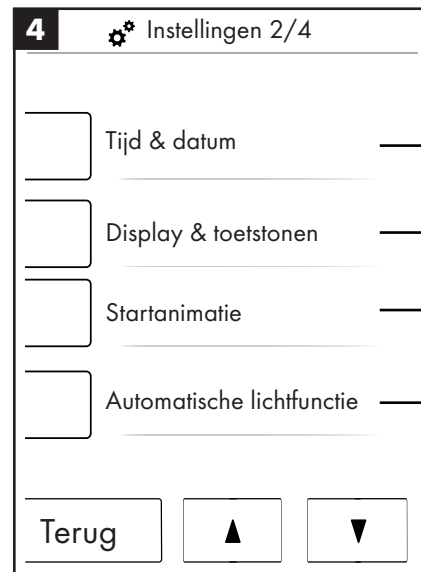 4
Instellingen 2/4
Tijd & datum
Display & toetstonen
Startanimatie
Automatische lichtfunctie
Terug